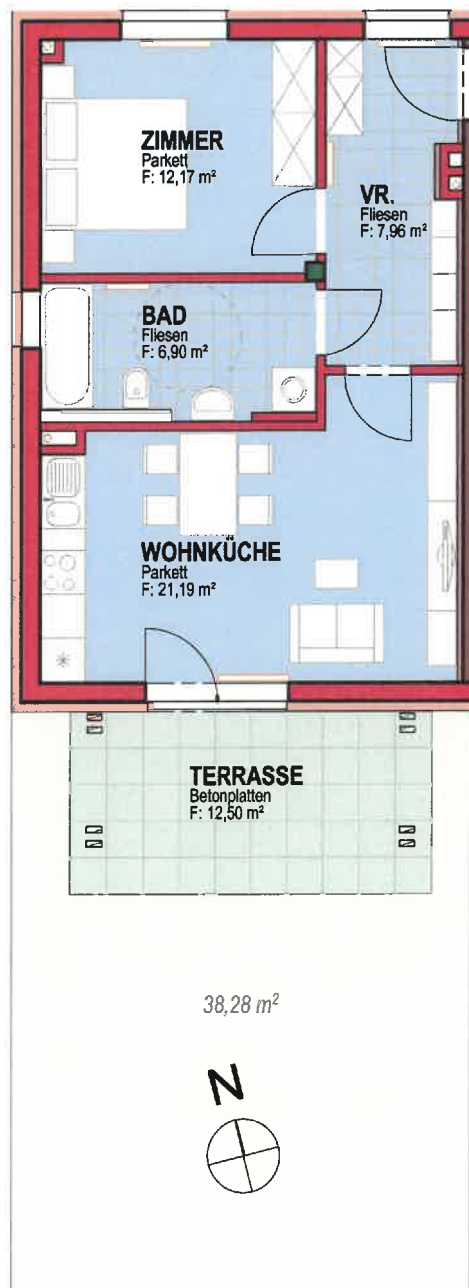 ZIMMER
Parkett
F: 12,17 m²
VR.
Fliesen
F: 7,96 m²
BAD
Fliesen
F: 6,90 m²
WOHNKÜCHE
Parkett
F: 21,19 m²
TERRASSE
Betonplatten
F: 12,50 m²
38,28 m²
N